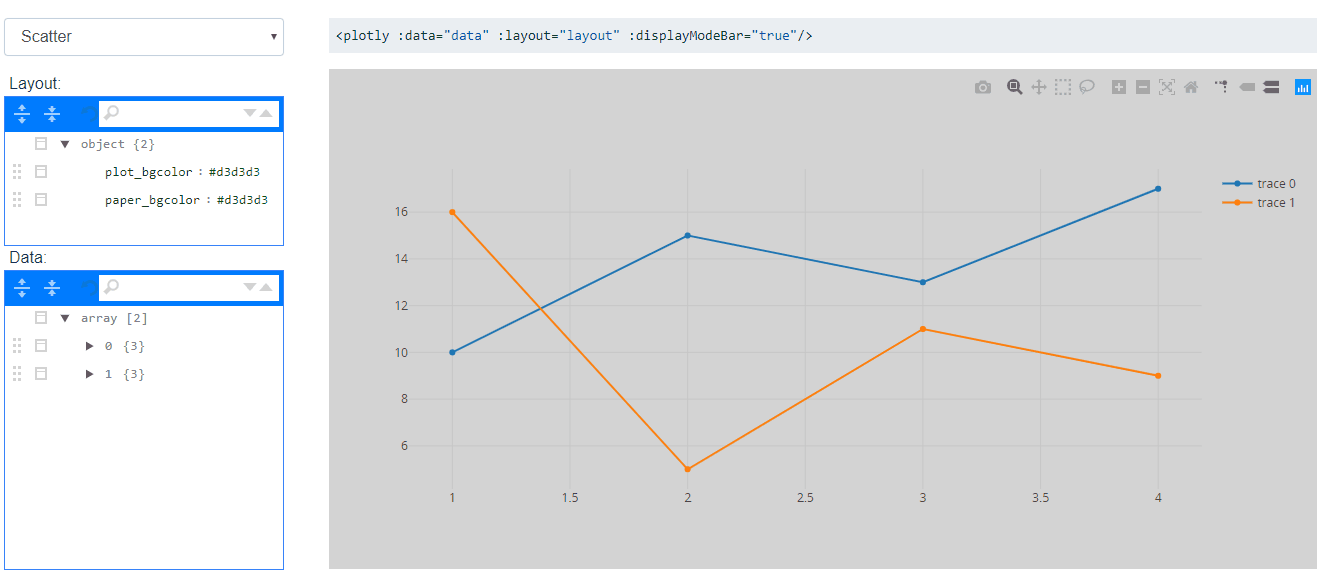 Scatter
Layout:
object {2}
plot_bgcolor : #d3d3d3
paper_bgcolor : #d3d3d3
Data:
array [2]
0 {3}
1 {3}
<plotly :data="data" :layout="layout" :displayModeBar="true"/>
trace 0
trace 1
16
14
12
10
8
6
1 1.5 2 2.5 3 3.5 4